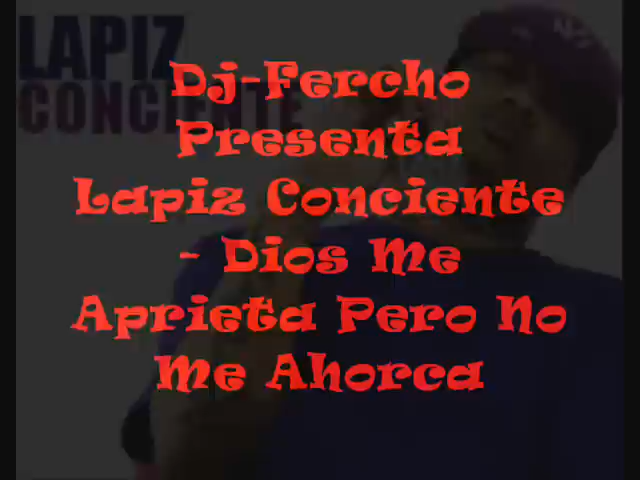 LAPIZ
CONCIENTE
Dj-Fercho
Presenta
Lapiz Conciente
- Dios Me
Aprieta Pero No
Me Ahorca